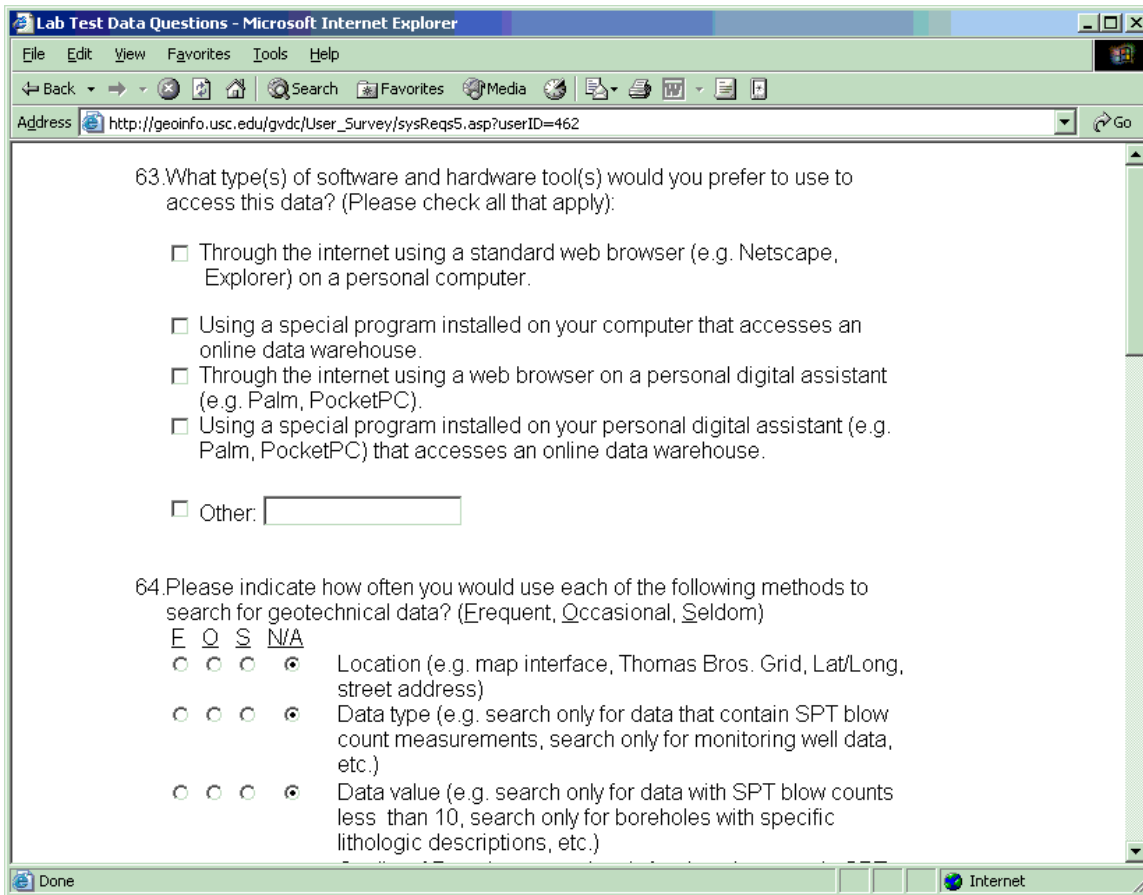 Lab Test Data Questions - Microsoft Internet Explorer
File Edit View Favorites Tools Help
Back Search Favorites Media
Address http://geoinfo.usc.edu/gvdc/User_Survey/sysReqs5.asp?userID=462 Go
63.What type(s) of software and hardware tool(s) would you prefer to use to
access this data? (Please check all that apply):
Through the internet using a standard web browser (e.g. Netscape,
Explorer) on a personal computer.
Using a special program installed on your computer that accesses an
online data warehouse.
Through the internet using a web browser on a personal digital assistant
(e.g. Palm, PocketPC).
Using a special program installed on your personal digital assistant (e.g.
Palm, PocketPC) that accesses an online data warehouse.
Other:
64.Please indicate how often you would use each of the following methods to
search for geotechnical data? (Frequent, Occasional, Seldom)
F O S N/A
Location (e.g. map interface, Thomas Bros. Grid, Lat/Long,
street address)
Data type (e.g. search only for data that contain SPT blow
count measurements, search only for monitoring well data,
etc.)
Data value (e.g. search only for data with SPT blow counts
less than 10, search only for boreholes with specific
lithologic descriptions, etc.)
Done Internet